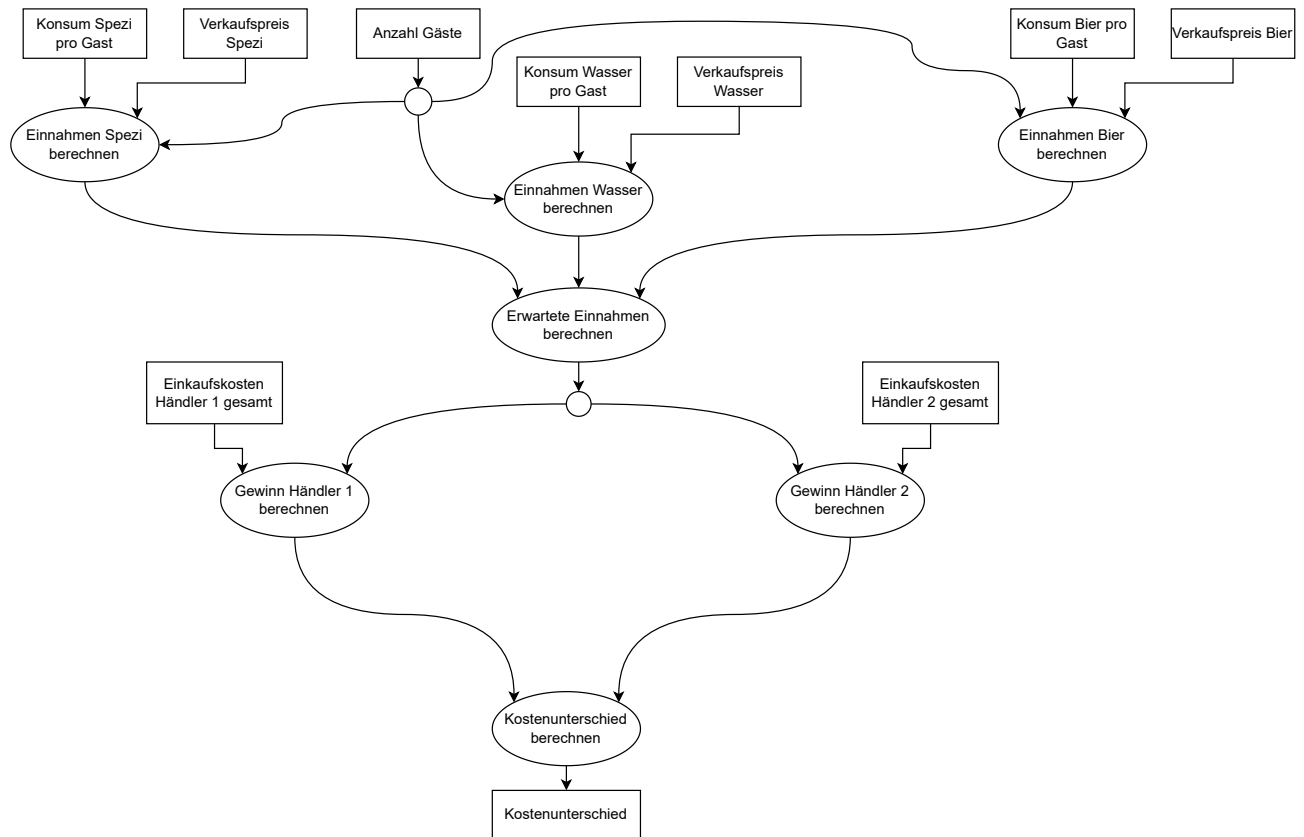 Konsum Spezi
pro Gast
Verkaufspreis
Spezi
Anzahl Gäste
Konsum Bier pro
Gast
Verkaufspreis Bier
Konsum Wasser
pro Gast
Verkaufspreis
Wasser
Einnahmen Spezi
berechnen
Einnahmen Bier
berechnen
Einnahmen Wasser
berechnen
Erwartete Einnahmen
berechnen
Einkaufskosten
Händler 1 gesamt
Einkaufskosten
Händler 2 gesamt
Gewinn Händler 1
berechnen
Gewinn Händler 2
berechnen
Kostenunterschied
berechnen
Kostenunterschied